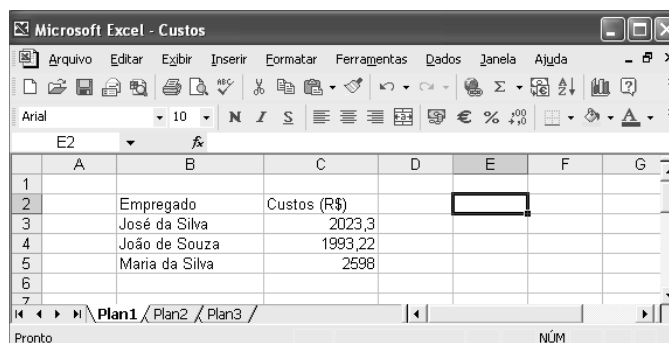 Microsoft Excel - Custos
Arquivo Editar Exibir Inserir Formatar Ferramentas Dados Janela Ajuda
Arial 10 N I S € % ,00
E2 fx
A B C D E F G
1
2 Empregado Custos (R$)
3 José da Silva 2023,3
4 João de Souza 1993,22
5 Maria da Silva 2598
6
7
Plan1 Plan2 Plan3
Pronto NÚM